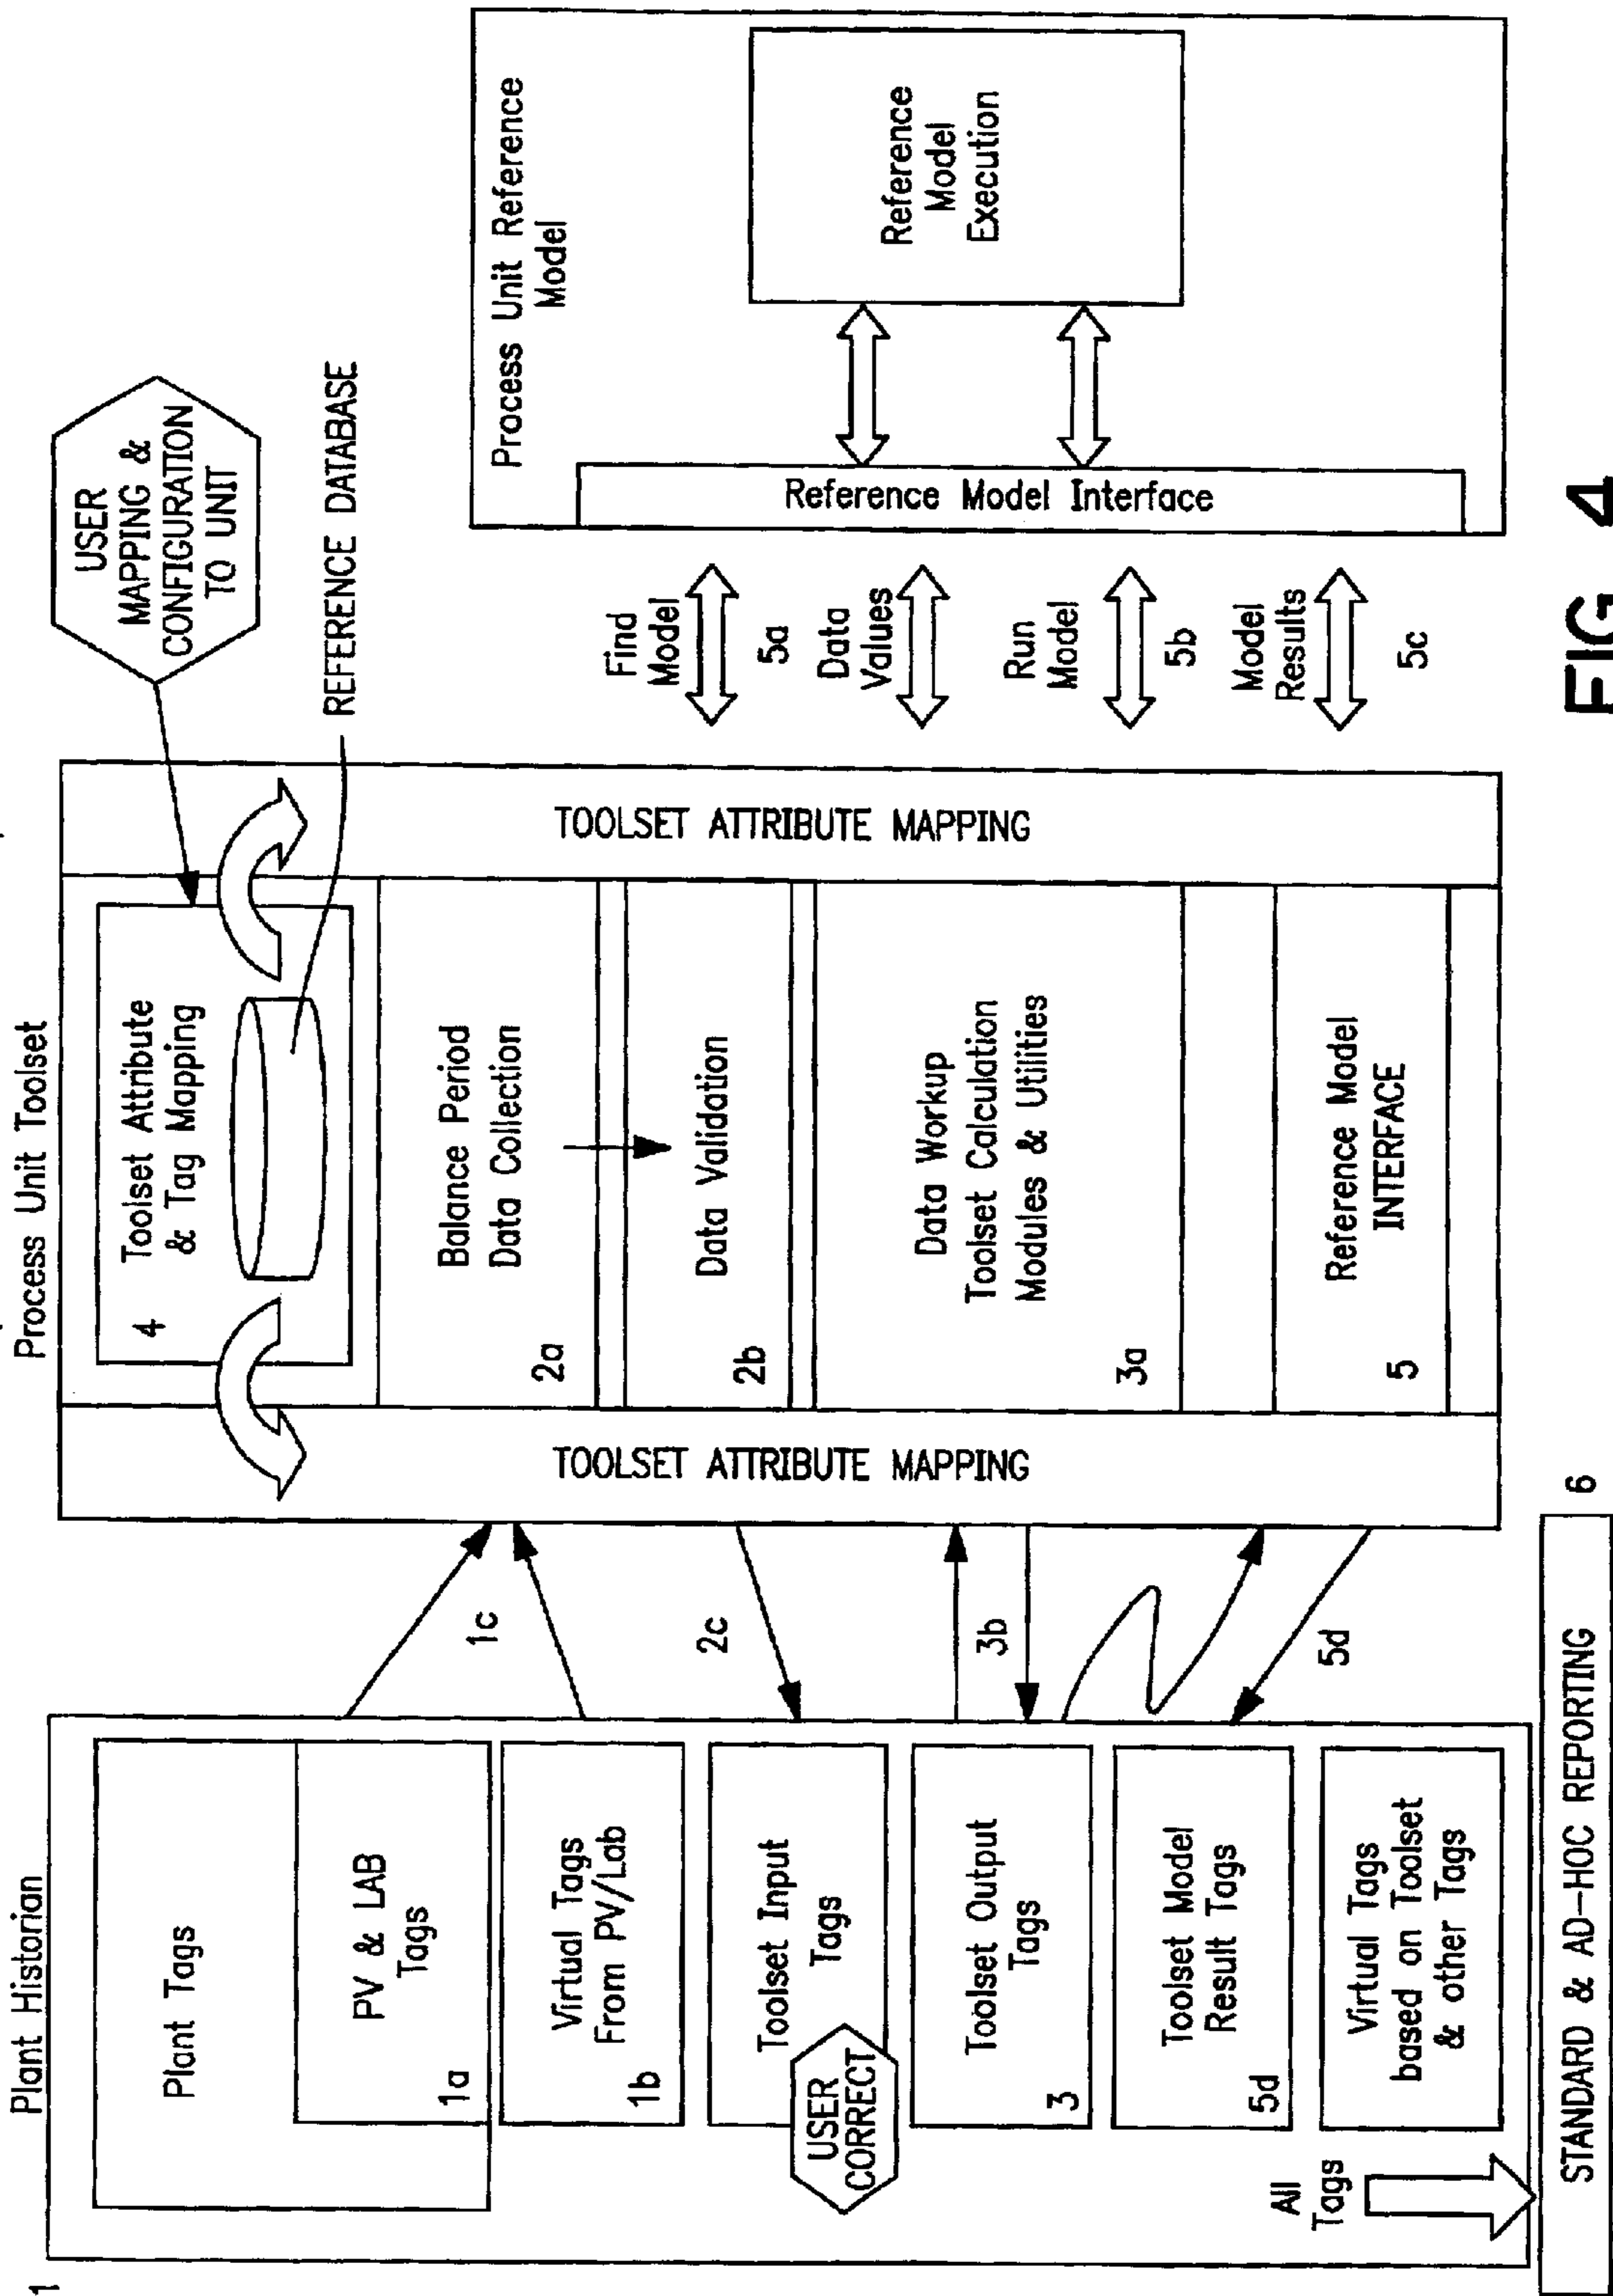 1
Plant Historian
Plant Tags
PV & LAB
Tags
1a
Virtual Tags
From PV/Lab
1b
Toolset Input
Tags
USER
CORRECT
Toolset Output
Tags
3
Toolset Model
Result Tags
5d
Virtual Tags
based on Toolset
& other Tags
All
Tags
STANDARD & AD-HOC REPORTING
6
1c
2c
3b
5d
Process Unit Toolset
TOOLSET ATTRIBUTE MAPPING
4
Toolset Attribute
& Tag Mapping
Balance Period
Data Collection
2a
Data Validation
2b
Data Workup
Toolset Calculation
Modules & Utilities
3a
Reference Model
INTERFACE
5
TOOLSET ATTRIBUTE MAPPING
USER
MAPPING &
CONFIGURATION
TO UNIT
REFERENCE DATABASE
Find
Model
5a
Data
Values
Run
Model
5b
Model
Results
5c
Process Unit Reference
Model
Reference Model Interface
Reference
Model
Execution
FIG 4